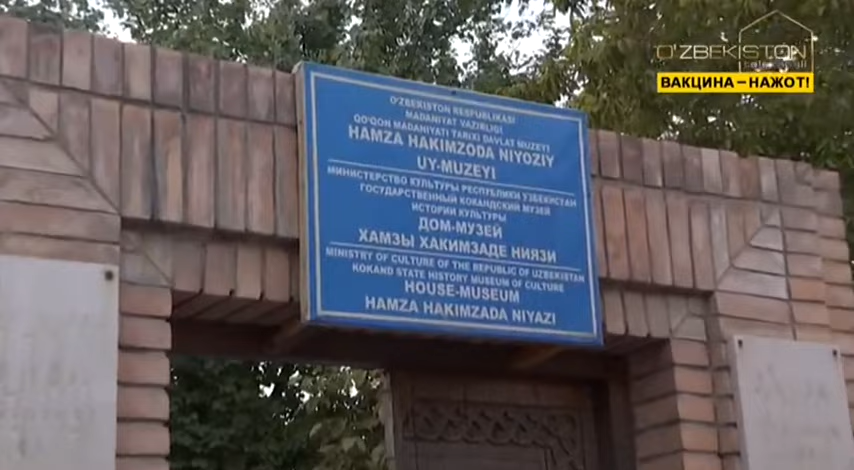 O'ZBEKISTON
ВАКЦИНА – НАЖОТ!
O'ZBEKISTON RESPUBLIKASI
MADANIYAT VAZIRLIGI
QO'QON MADANIYATI TARIXI DAVLAT MUZEYI
HAMZA HAKIMZODA NIYOZIY
UY-MUZEYI
МИНИСТЕРСТВО КУЛЬТУРЫ РЕСПУБЛИКИ УЗБЕКИСТАН
ГОСУДАРСТВЕННЫЙ КОКАНДСКИЙ МУЗЕЙ
ИСТОРИИ КУЛЬТУРЫ
ДОМ-МУЗЕЙ
ХАМЗЫ ХАКИМЗАДЕ НИЯЗИ
MINISTRY OF CULTURE OF THE REPUBLIC OF UZBEKISTAN
KOKAND STATE HISTORY MUSEUM OF CULTURE
HOUSE-MUSEUM
HAMZA HAKIMZADA NIYAZI